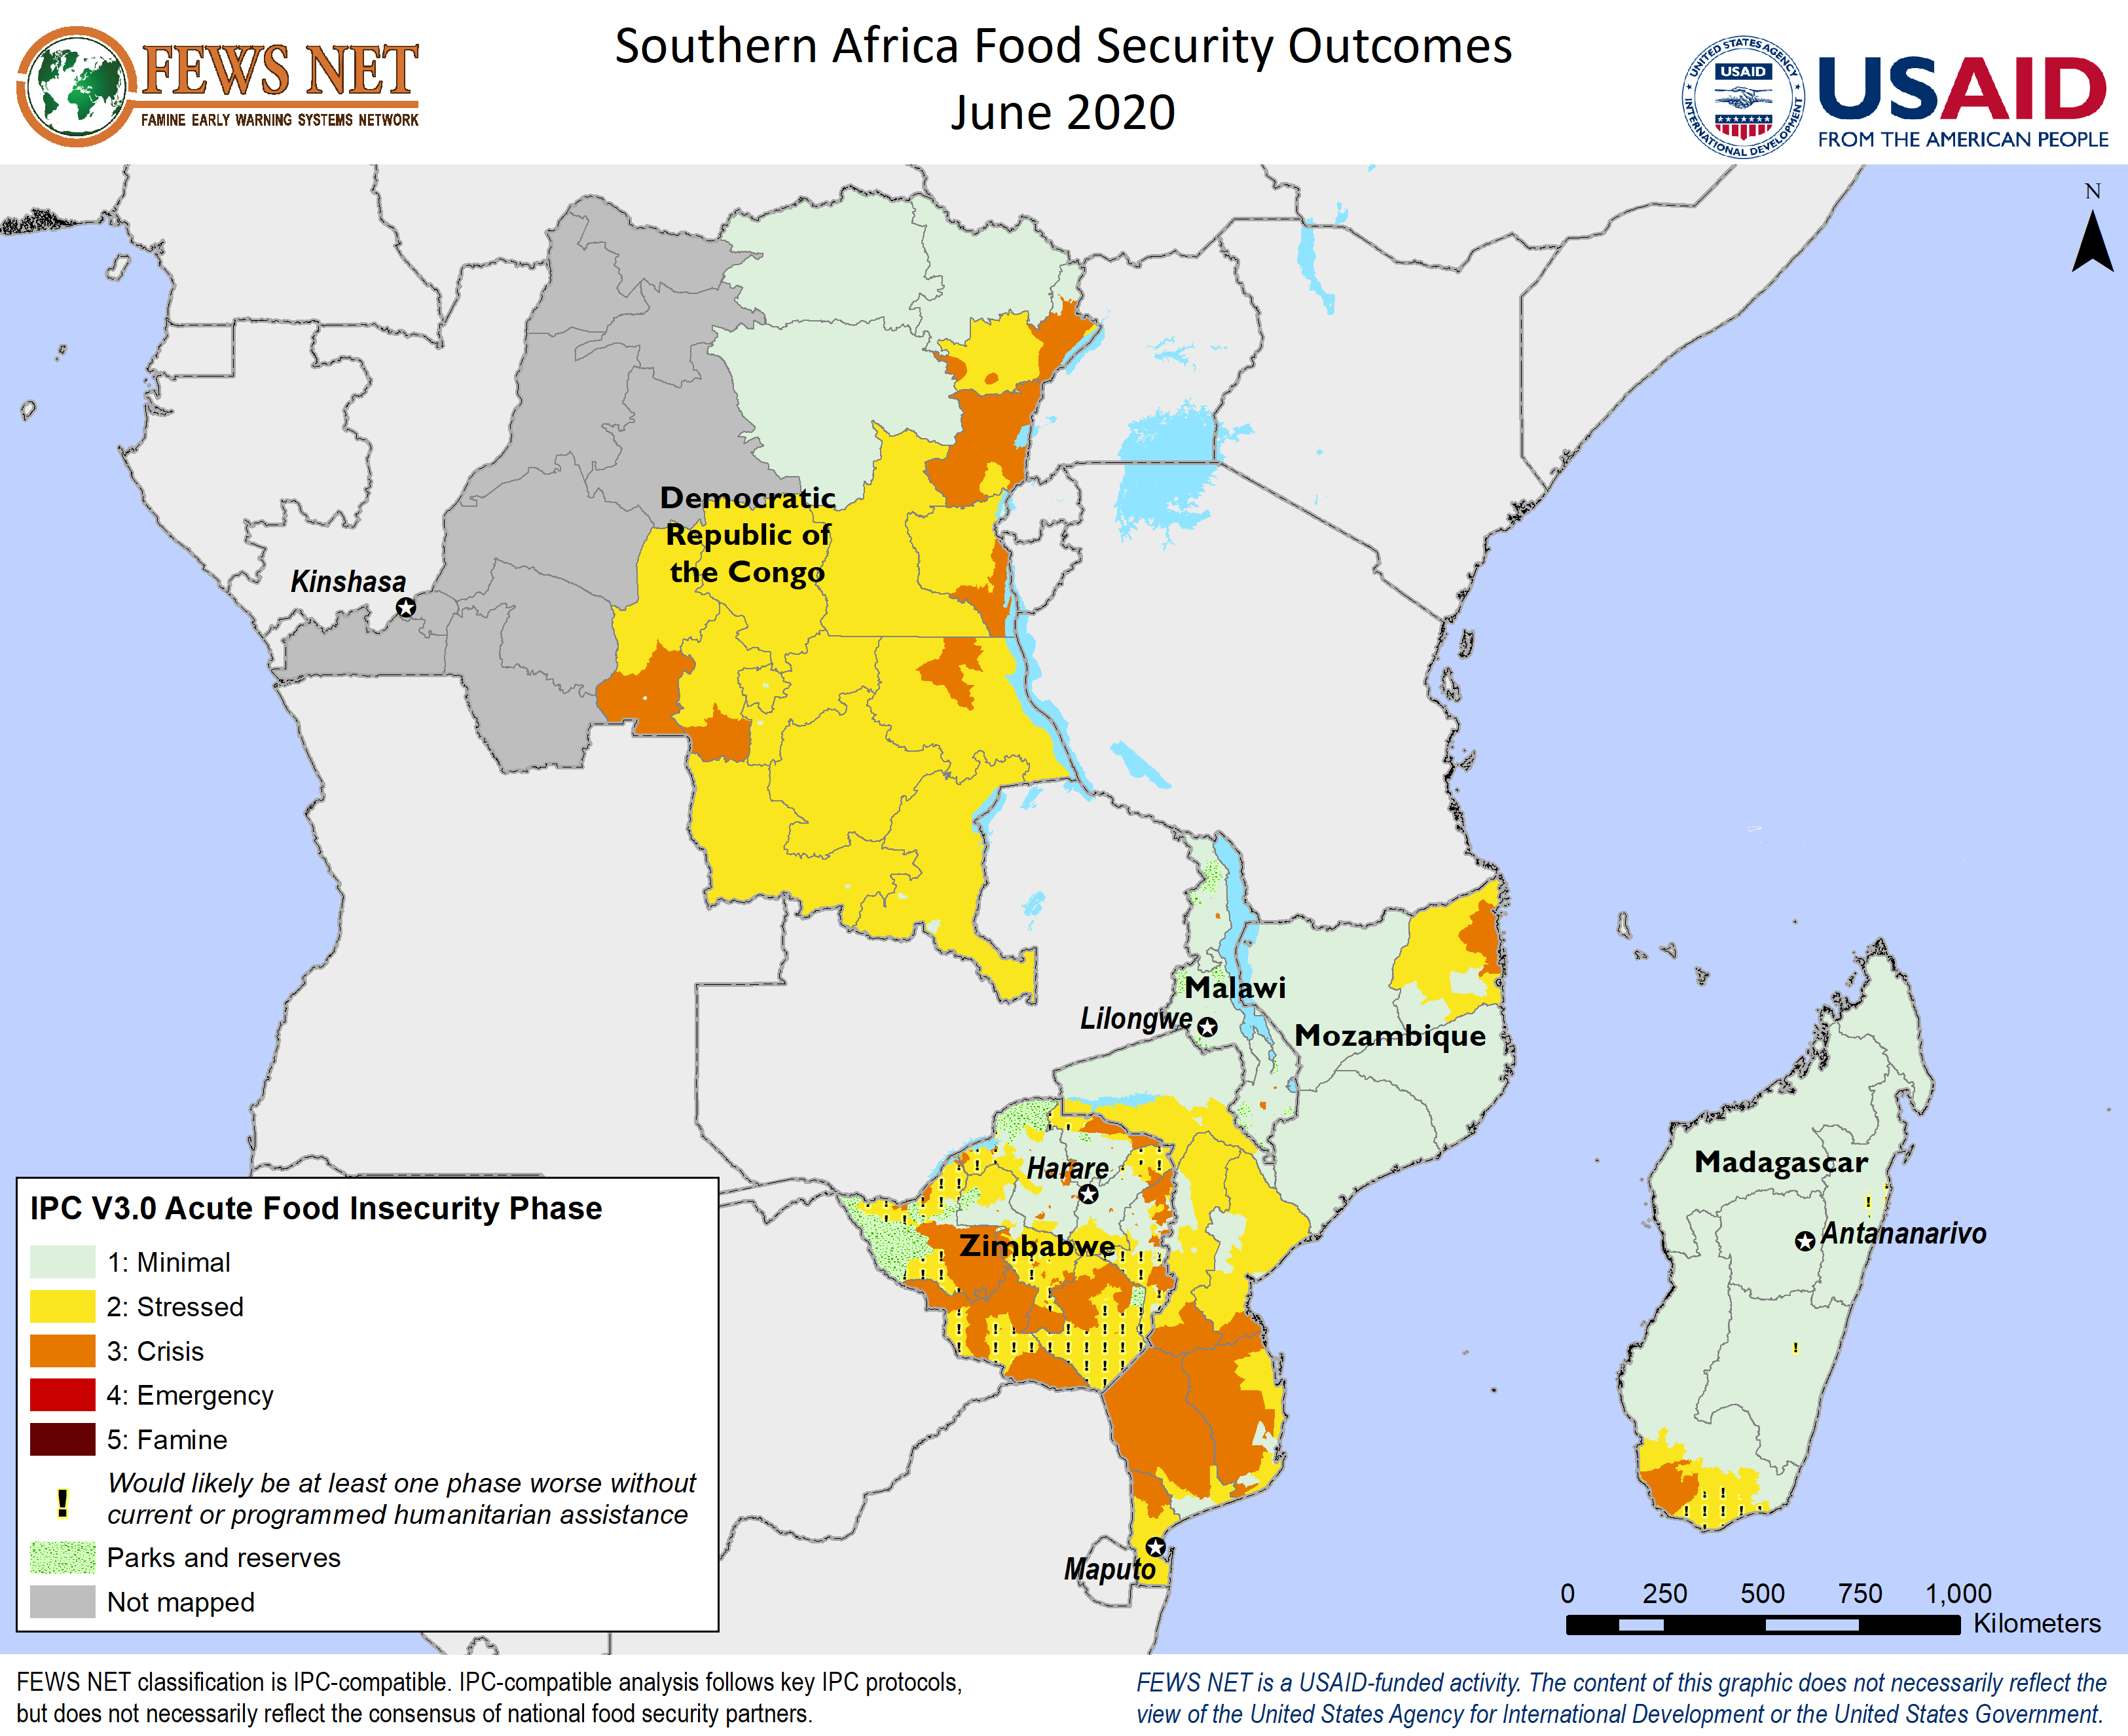 FEWS NET
FAMINE EARLY WARNING SYSTEMS NETWORK
Southern Africa Food Security Outcomes
June 2020
UNITED STATES AGENCY
USAID
INTERNATIONAL DEVELOPMENT
USAID
FROM THE AMERICAN PEOPLE
N
Democratic
Republic of
the Congo
Kinshasa
Malawi
Lilongwe
Mozambique
Harare
Zimbabwe
Madagascar
Antananarivo
Maputo
IPC V3.0 Acute Food Insecurity Phase
1: Minimal
2: Stressed
3: Crisis
4: Emergency
5: Famine
! Would likely be at least one phase worse without
current or programmed humanitarian assistance
Parks and reserves
Not mapped
0 250 500 750 1,000
Kilometers
FEWS NET classification is IPC-compatible. IPC-compatible analysis follows key IPC protocols,
but does not necessarily reflect the consensus of national food security partners.
FEWS NET is a USAID-funded activity. The content of this graphic does not necessarily reflect the
view of the United States Agency for International Development or the United States Government.